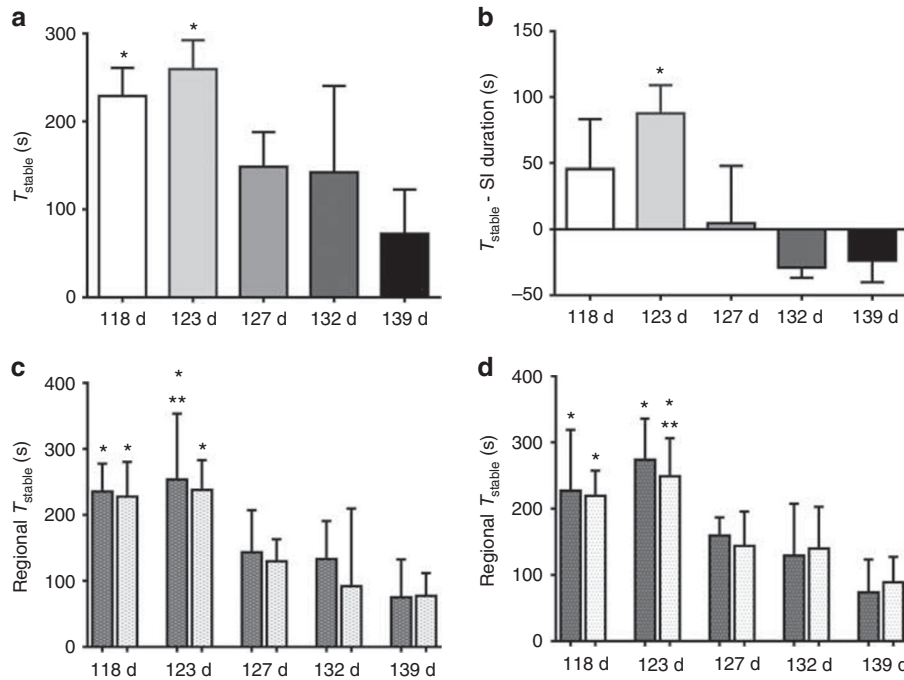 a
300
200
100
0
T_stable (s)
*
*
118 d 123 d 127 d 132 d 139 d
b
150
100
50
0
–50
T_stable - SI duration (s)
*
118 d 123 d 127 d 132 d 139 d
c
400
300
200
100
0
Regional T_stable (s)
* *
*
** *
118 d 123 d 127 d 132 d 139 d
d
400
300
200
100
0
Regional T_stable (s)
* *
* *
**
118 d 123 d 127 d 132 d 139 d